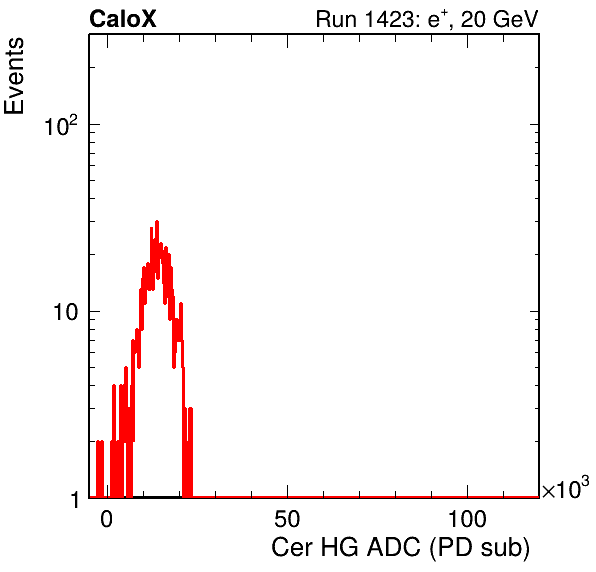 CaloX
Run 1423: e⁺, 20 GeV
Events
10²
10
1
0
50
100
×10³
Cer HG ADC (PD sub)